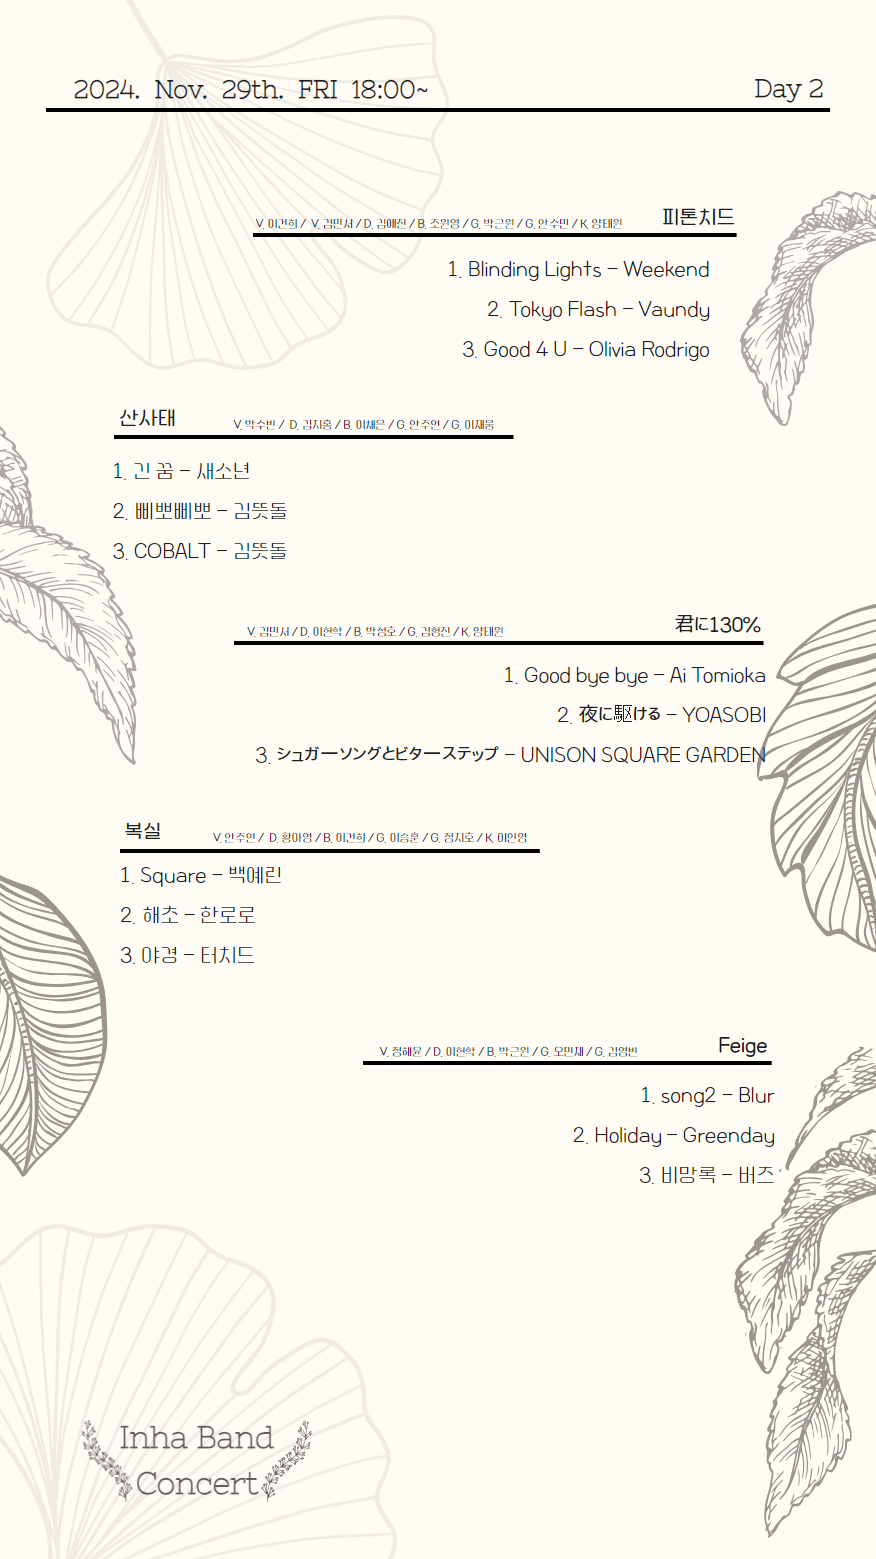 2024. Nov. 29th. FRI 18:00~ Day 2
V. 이건희 / V. 김민서 / D. 김예진 / B. 조원영 / G. 박근원 / G. 안수민 / K. 양태원 피톤치드
1. Blinding Lights - Weekend
2. Tokyo Flash - Vaundy
3. Good 4 U - Olivia Rodrigo
산사태 V. 박수빈 / D. 김지홍 / B. 이채은 / G. 안주언 / G. 이재웅
1. 긴 꿈 - 새소년
2. 삐뽀삐뽀 - 김뜻돌
3. COBALT - 김뜻돌
V. 김민서 / D. 이현학 / B. 박성호 / G. 김형진 / K. 양태원 君に130%
1. Good bye bye - Ai Tomioka
2. 夜に駆ける - YOASOBI
3. シュガーソングとビターステップ - UNISON SQUARE GARDEN
복실 V. 안주언 / D. 황아영 / B. 이건희 / G. 이승훈 / G. 정지호 / K. 이인영
1. Square - 백예린
2. 해초 - 한로로
3. 야경 - 터치드
V. 정해윤 / D. 이현학 / B. 박근원 / G. 오민재 / G. 김영빈 Feige
1. song2 - Blur
2. Holiday - Greenday
3. 비망록 - 버즈
Inha Band
Concert